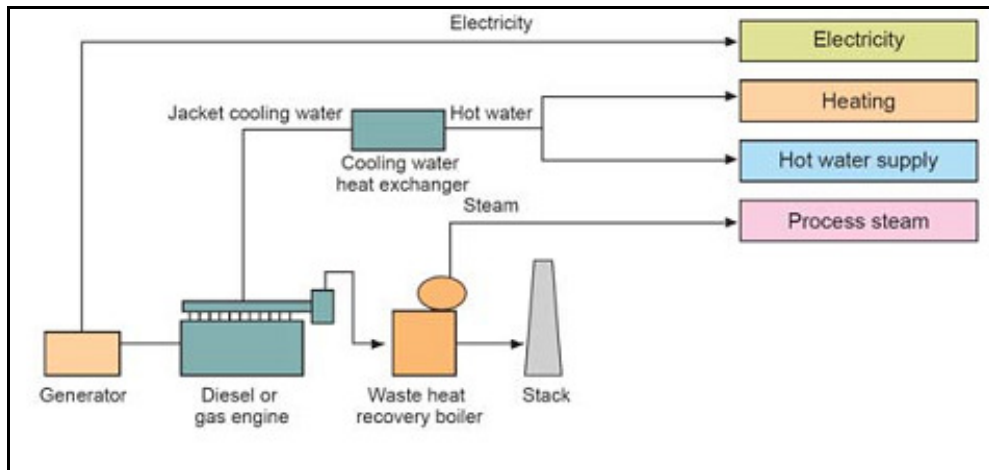 Electricity
Electricity
Heating
Jacket cooling water
Hot water
Cooling water
heat exchanger
Hot water supply
Steam
Process steam
Generator
Diesel or
gas engine
Waste heat
recovery boiler
Stack